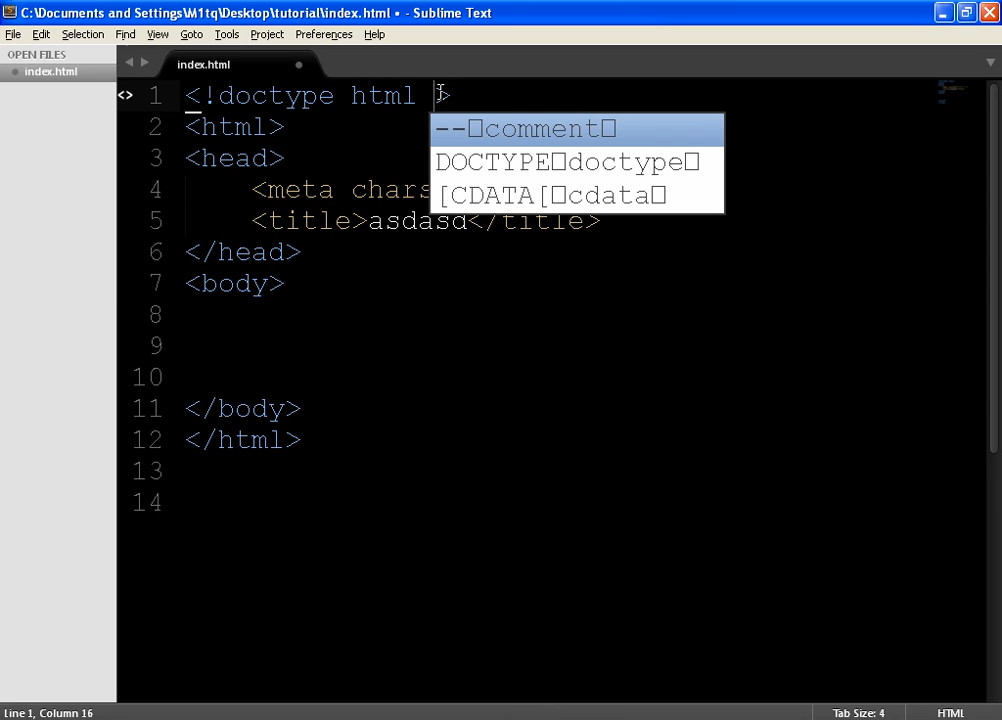 C:\Documents and Settings\M1tq\Desktop\tutorial\index.html • - Sublime Text
File Edit Selection Find View Goto Tools Project Preferences Help
OPEN FILES
index.html
index.html
<> 1 <!doctype html >
--□comment□
2 <html>
DOCTYPE□doctype□
3 <head>
[CDATA[□cdata□
4 <meta chars
5 <title>asdasd</title>
6 </head>
7 <body>
8
9
10
11 </body>
12 </html>
13
14
Line 1, Column 16
Tab Size: 4
HTML